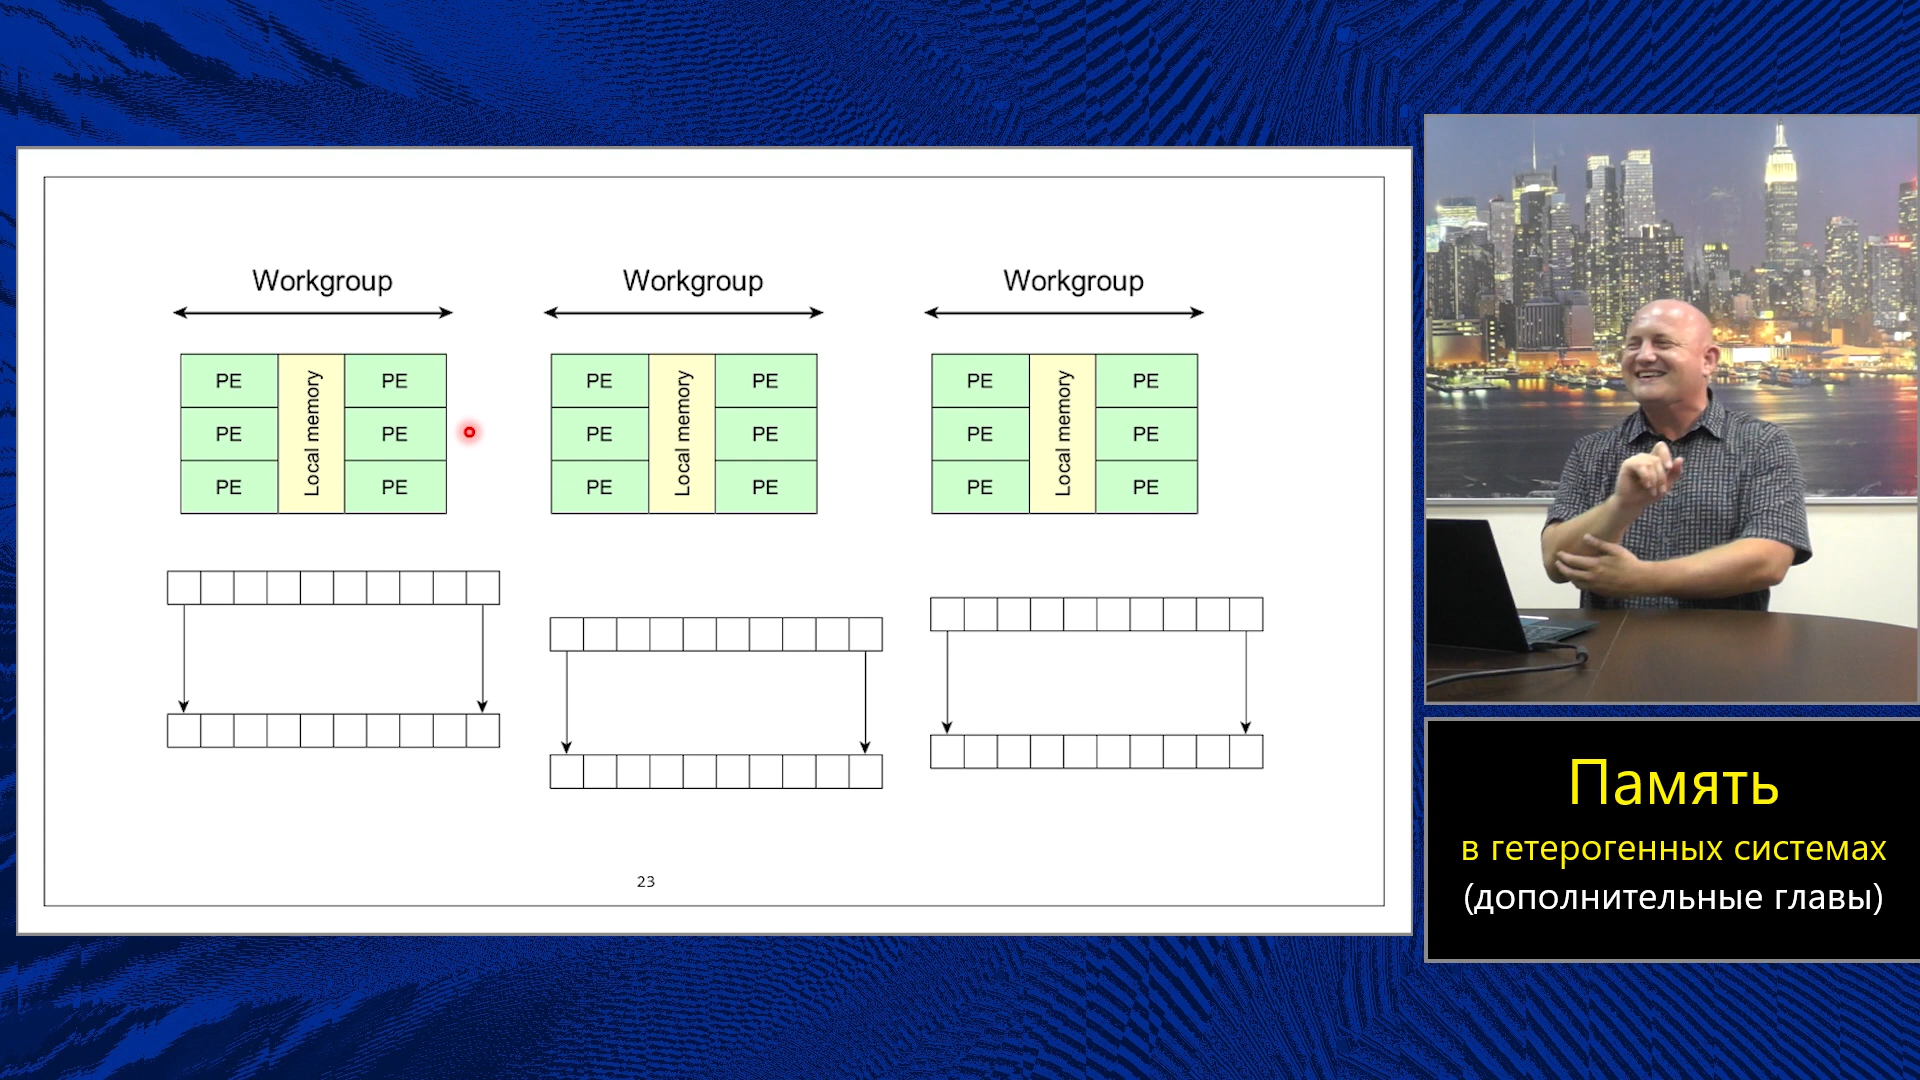 Workgroup Workgroup Workgroup
PE Local memory PE PE Local memory PE PE Local memory PE
PE PE PE PE PE PE
PE PE PE PE PE PE
23
Память
в гетерогенных системах
(дополнительные главы)